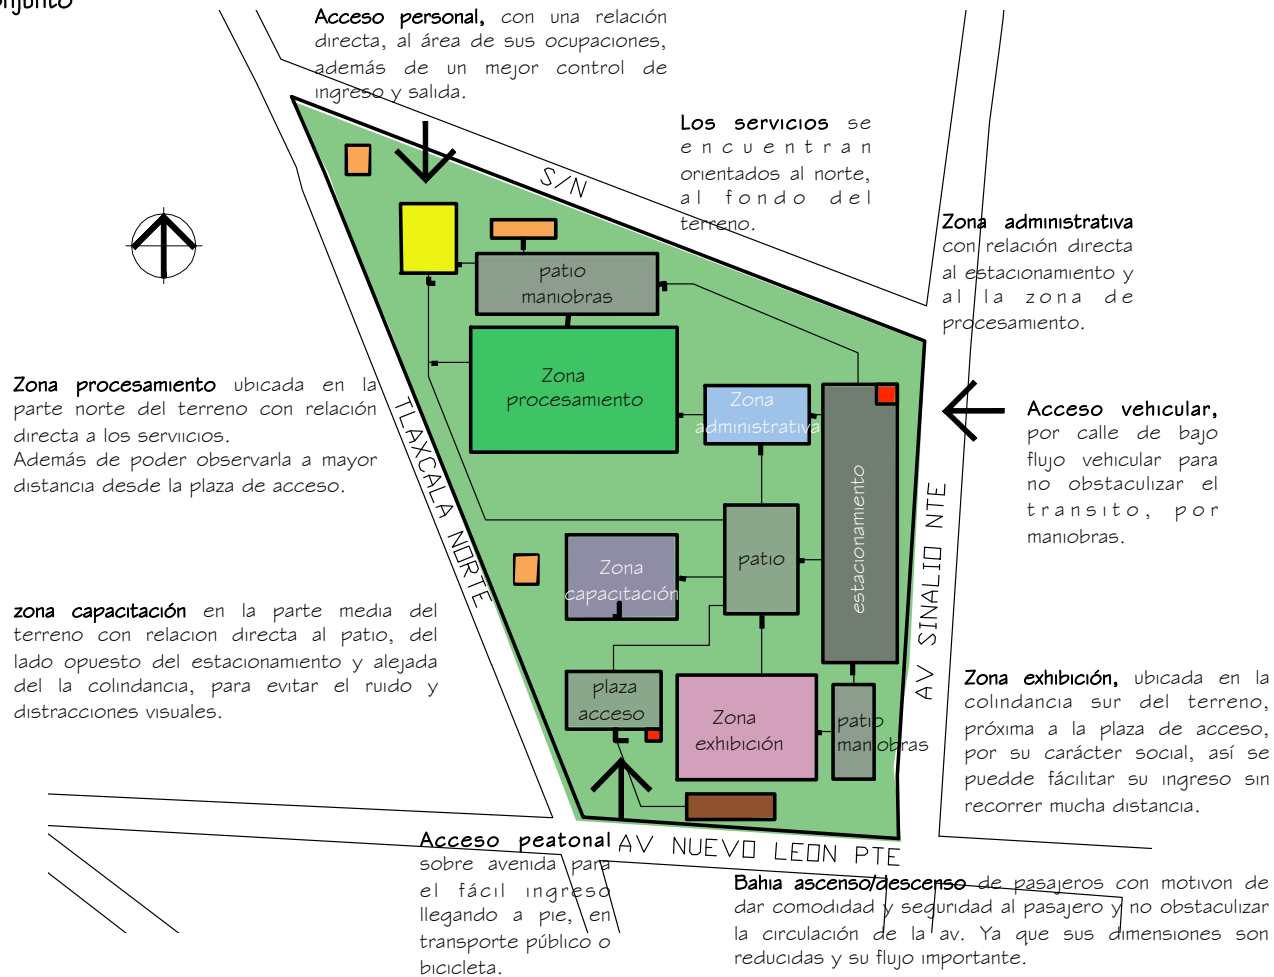 onjunto
Acceso personal, con una relación
directa, al área de sus ocupaciones,
además de un mejor control de
ingreso y salida.
Los servicios se
encuentran
orientados al norte,
al fondo del
terreno.
S/N
Zona administrativa
con relación directa
al estacionamiento y
al la zona de
procesamiento.
patio
maniobras
Zona
procesamiento
Zona
administrativa
Zona procesamiento ubicada en la
parte norte del terreno con relación
directa a los serviicios.
Además de poder observarla a mayor
distancia desde la plaza de acceso.
TLAXCALA NORTE
Acceso vehicular,
por calle de bajo
flujo vehicular para
no obstaculizar el
transito, por
maniobras.
estacionamiento
AV SINALIO NTE
patio
Zona
capacitación
zona capacitación en la parte media del
terreno con relacion directa al patio, del
lado opuesto del estacionamiento y alejada
del la colindancia, para evitar el ruido y
distracciones visuales.
plaza
acceso
Zona
exhibición
patio
maniobras
Zona exhibición, ubicada en la
colindancia sur del terreno,
próxima a la plaza de acceso,
por su carácter social, así se
puedde fácilitar su ingreso sin
recorrer mucha distancia.
Acceso peatonal
sobre avenida para
el fácil ingreso
llegando a pie, en
transporte público o
bicicleta.
AV NUEVO LEON PTE
Bahia ascenso/descenso de pasajeros con motivon de
dar comodidad y seguridad al pasajero y no obstaculizar
la circulación de la av. Ya que sus dimensiones son
reducidas y su flujo importante.